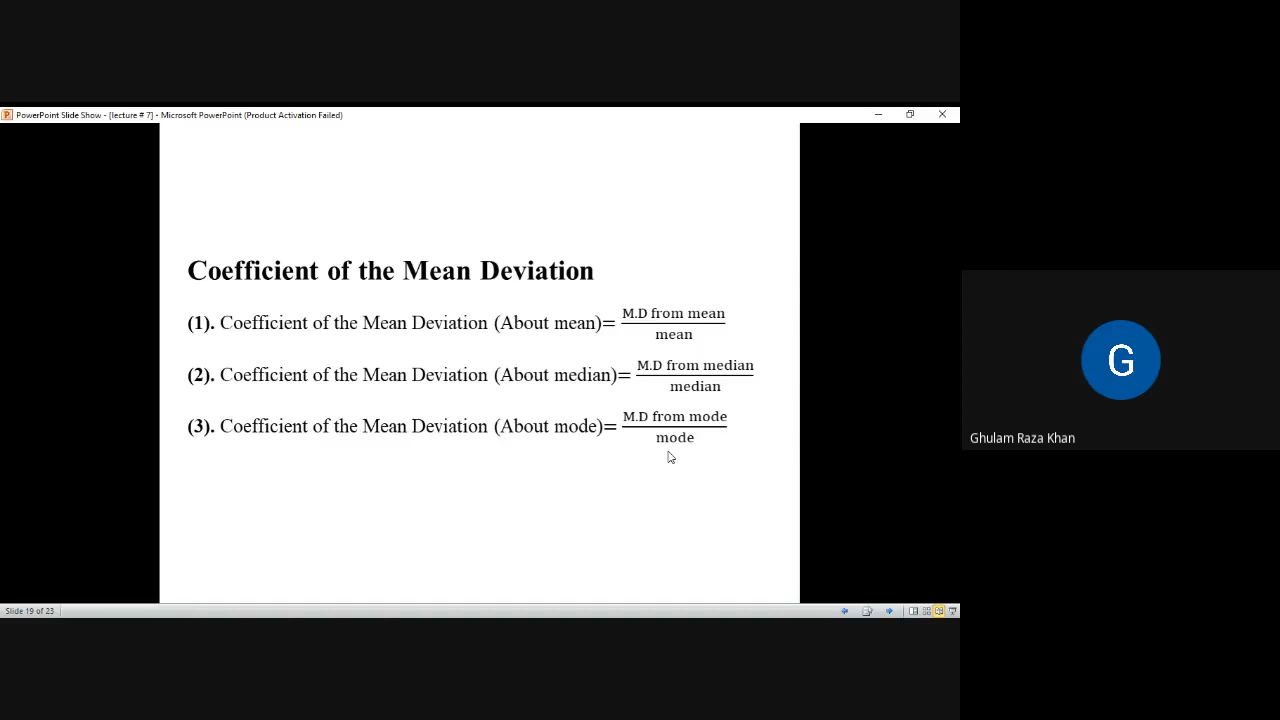 PowerPoint Slide Show - [lecture # 7] - Microsoft PowerPoint (Product Activation Failed)
Coefficient of the Mean Deviation
(1). Coefficient of the Mean Deviation (About mean)= M.D from mean / mean
(2). Coefficient of the Mean Deviation (About median)= M.D from median / median
(3). Coefficient of the Mean Deviation (About mode)= M.D from mode / mode
G
Ghulam Raza Khan
Slide 19 of 23